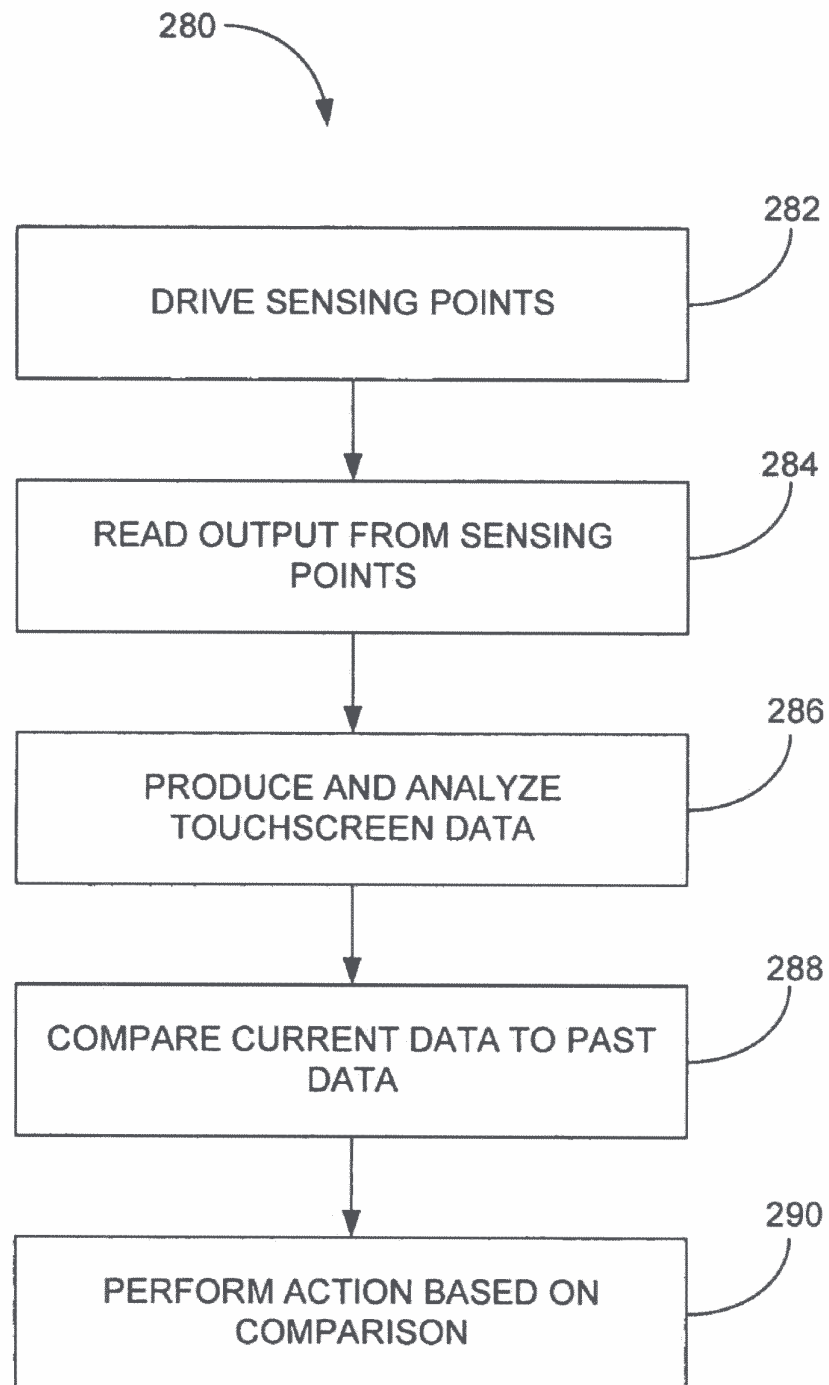 280
282
DRIVE SENSING POINTS
284
READ OUTPUT FROM SENSING
POINTS
286
PRODUCE AND ANALYZE
TOUCHSCREEN DATA
288
COMPARE CURRENT DATA TO PAST
DATA
290
PERFORM ACTION BASED ON
COMPARISON